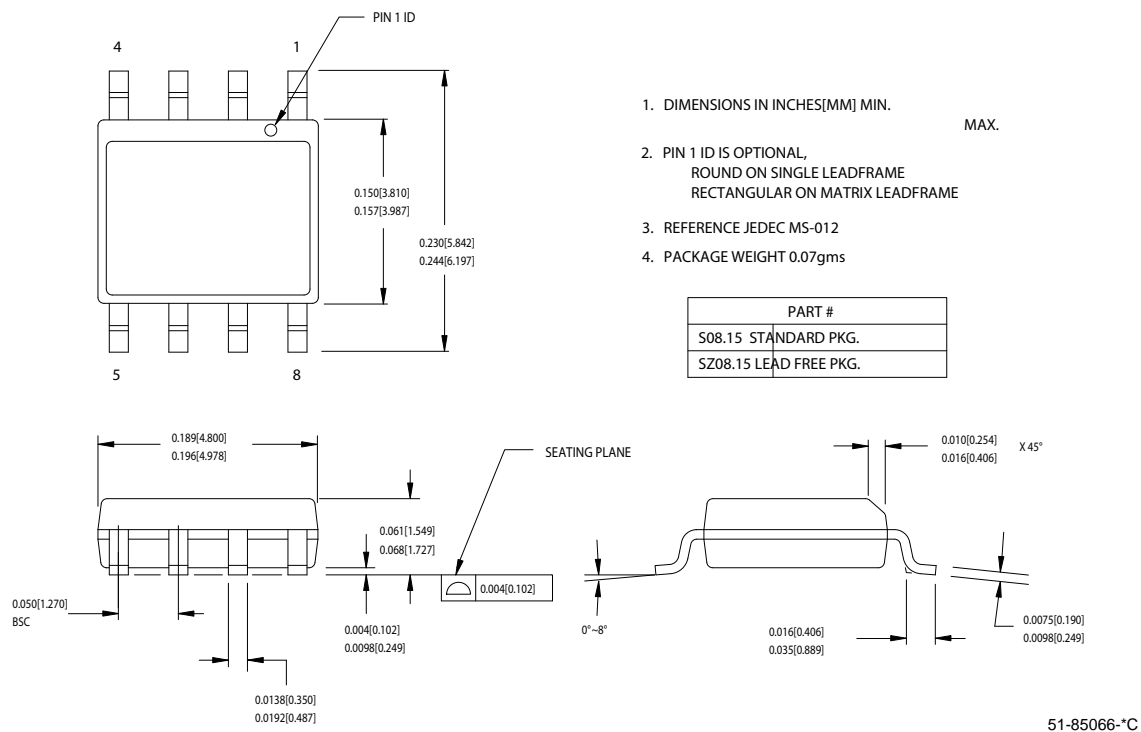 PIN 1 ID
4
1
0.150[3.810]
0.157[3.987]
0.230[5.842]
0.244[6.197]
5
8
1. DIMENSIONS IN INCHES[MM] MIN.
MAX.
2. PIN 1 ID IS OPTIONAL,
ROUND ON SINGLE LEADFRAME
RECTANGULAR ON MATRIX LEADFRAME
3. REFERENCE JEDEC MS-012
4. PACKAGE WEIGHT 0.07gms
PART #
S08.15 STANDARD PKG.
SZ08.15 LEAD FREE PKG.
0.189[4.800]
0.196[4.978]
SEATING PLANE
0.061[1.549]
0.068[1.727]
0.004[0.102]
0.050[1.270]
BSC
0.004[0.102]
0.0098[0.249]
0.0138[0.350]
0.0192[0.487]
0.010[0.254]
0.016[0.406]
X 45°
0°~8°
0.016[0.406]
0.035[0.889]
0.0075[0.190]
0.0098[0.249]
51-85066-*C